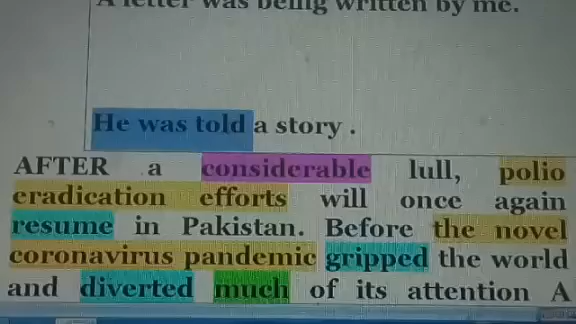 A letter was being written by me.
He was told a story .
AFTER a considerable lull, polio
eradication efforts will once again
resume in Pakistan. Before the novel
coronavirus pandemic gripped the world
and diverted much of its attention A